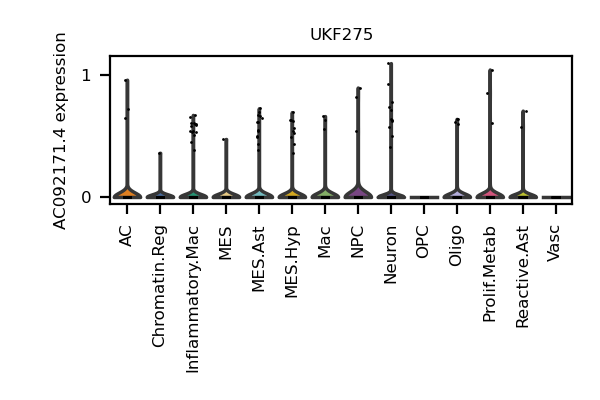 UKF275
AC092171.4 expression
1
0
AC
Chromatin.Reg
Inflammatory.Mac
MES
MES.Ast
MES.Hyp
Mac
NPC
Neuron
OPC
Oligo
Prolif.Metab
Reactive.Ast
Vasc